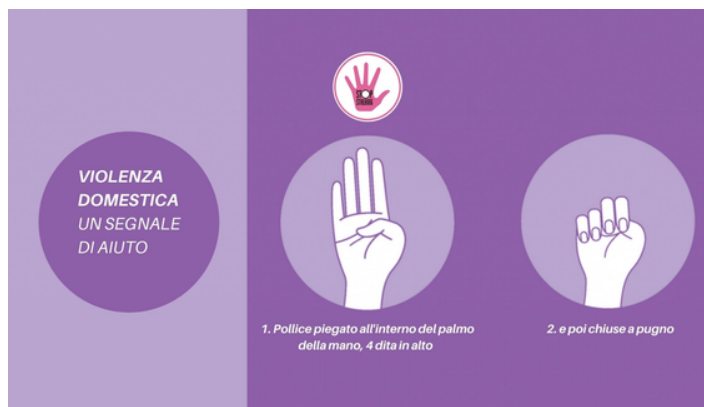 VIOLENZA
DOMESTICA
UN SEGNALE
DI AIUTO
STOP
1. Pollice piegato all'interno del palmo
della mano, 4 dita in alto
2. e poi chiuse a pugno